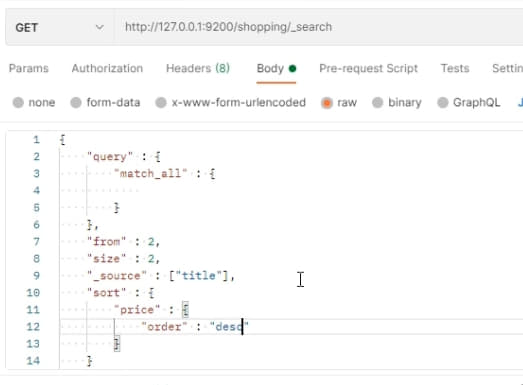 GET http://127.0.0.1:9200/shopping/_search
Params Authorization Headers (8) Body Pre-request Script Tests
none form-data x-www-form-urlencoded raw binary GraphQL
1 {
2 "query" : {
3 "match_all" : {
4
5 }
6 },
7 "from" : 2,
8 "size" : 2,
9 "_source" : ["title"],
10 "sort" : {
11 "price" : {
12 "order" : "desc"
13 }
14 }